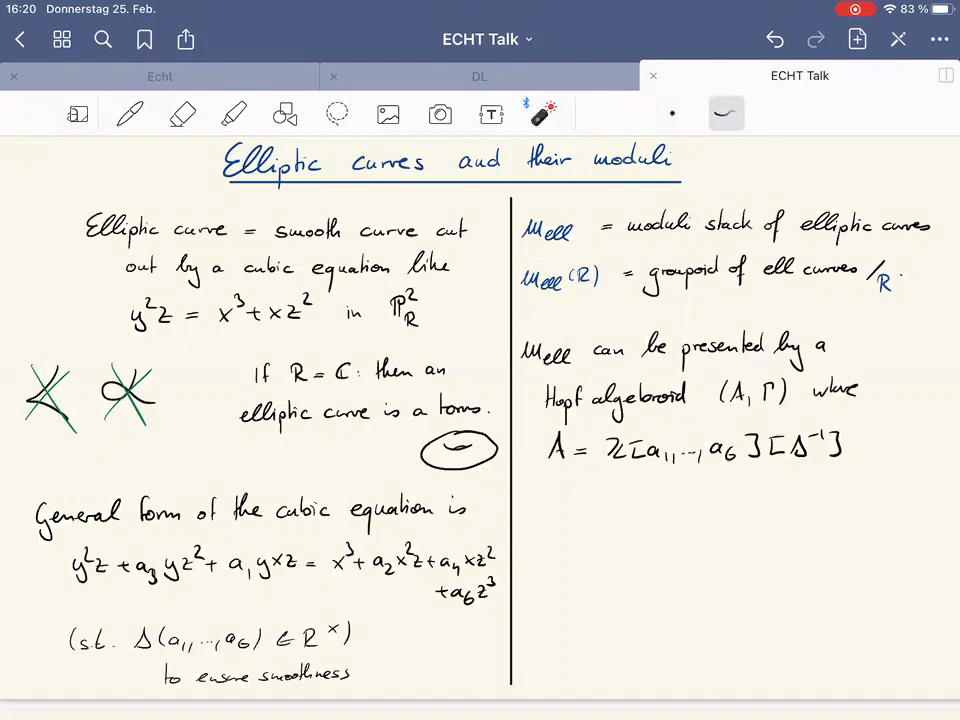 16:20 Donnerstag 25. Feb.
83 %
ECHT Talk
Echt
DL
ECHT Talk
Elliptic curves and their moduli
Elliptic curve = smooth curve cut
out by a cubic equation like
y²z = x³ + xz² in ℙ²_R
If R = ℂ: then an
elliptic curve is a torus.
General form of the cubic equation is
y²z + a₃yz² + a₁yxz = x³ + a₂x²z + a₄xz²
+ a₆z³
(s.t. Δ(a₁,...,a₆) ∈ R^×)
to ensure smoothness
M_ell = moduli stack of elliptic curves
M_ell(R) = groupoid of ell curves /R.
M_ell can be presented by a
Hopf algebroid (A, Γ) where
A = ℤ[a₁,...,a₆][Δ⁻¹]